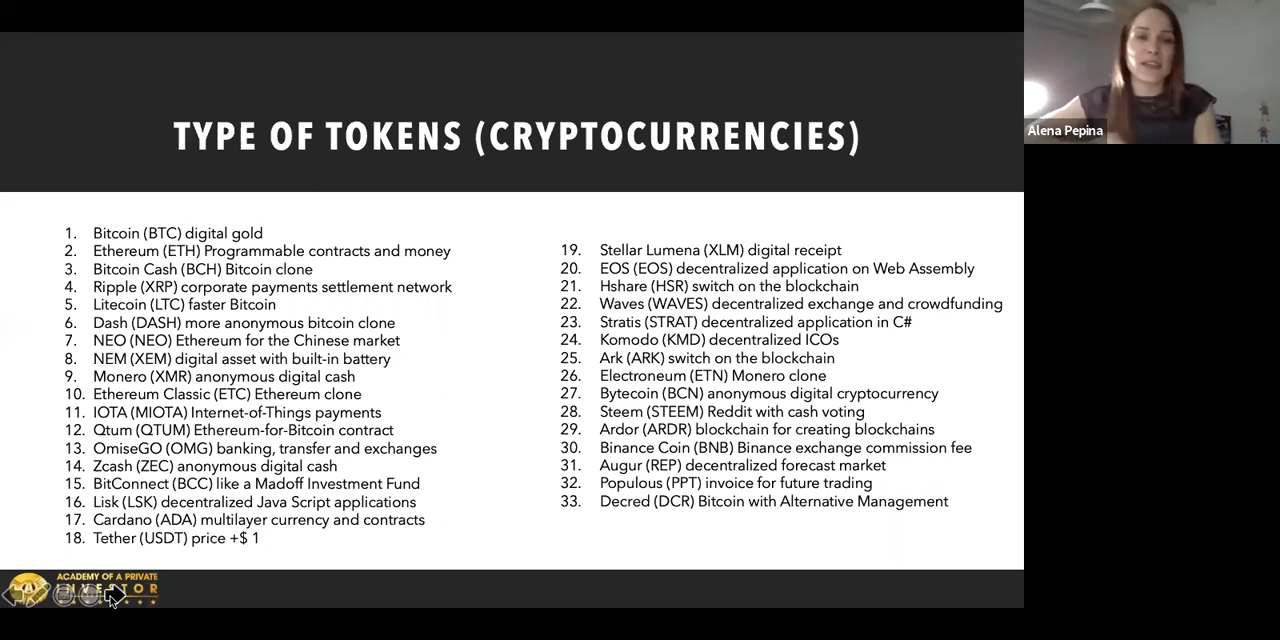 TYPE OF TOKENS (CRYPTOCURRENCIES)
Alena Pepina
1. Bitcoin (BTC) digital gold
2. Ethereum (ETH) Programmable contracts and money
3. Bitcoin Cash (BCH) Bitcoin clone
4. Ripple (XRP) corporate payments settlement network
5. Litecoin (LTC) faster Bitcoin
6. Dash (DASH) more anonymous bitcoin clone
7. NEO (NEO) Ethereum for the Chinese market
8. NEM (XEM) digital asset with built-in battery
9. Monero (XMR) anonymous digital cash
10. Ethereum Classic (ETC) Ethereum clone
11. IOTA (MIOTA) Internet-of-Things payments
12. Qtum (QTUM) Ethereum-for-Bitcoin contract
13. OmiseGO (OMG) banking, transfer and exchanges
14. Zcash (ZEC) anonymous digital cash
15. BitConnect (BCC) like a Madoff Investment Fund
16. Lisk (LSK) decentralized Java Script applications
17. Cardano (ADA) multilayer currency and contracts
18. Tether (USDT) price +$ 1
19. Stellar Lumena (XLM) digital receipt
20. EOS (EOS) decentralized application on Web Assembly
21. Hshare (HSR) switch on the blockchain
22. Waves (WAVES) decentralized exchange and crowdfunding
23. Stratis (STRAT) decentralized application in C#
24. Komodo (KMD) decentralized ICOs
25. Ark (ARK) switch on the blockchain
26. Electroneum (ETN) Monero clone
27. Bytecoin (BCN) anonymous digital cryptocurrency
28. Steem (STEEM) Reddit with cash voting
29. Ardor (ARDR) blockchain for creating blockchains
30. Binance Coin (BNB) Binance exchange commission fee
31. Augur (REP) decentralized forecast market
32. Populous (PPT) invoice for future trading
33. Decred (DCR) Bitcoin with Alternative Management
ACADEMY OF A PRIVATE
INVESTOR